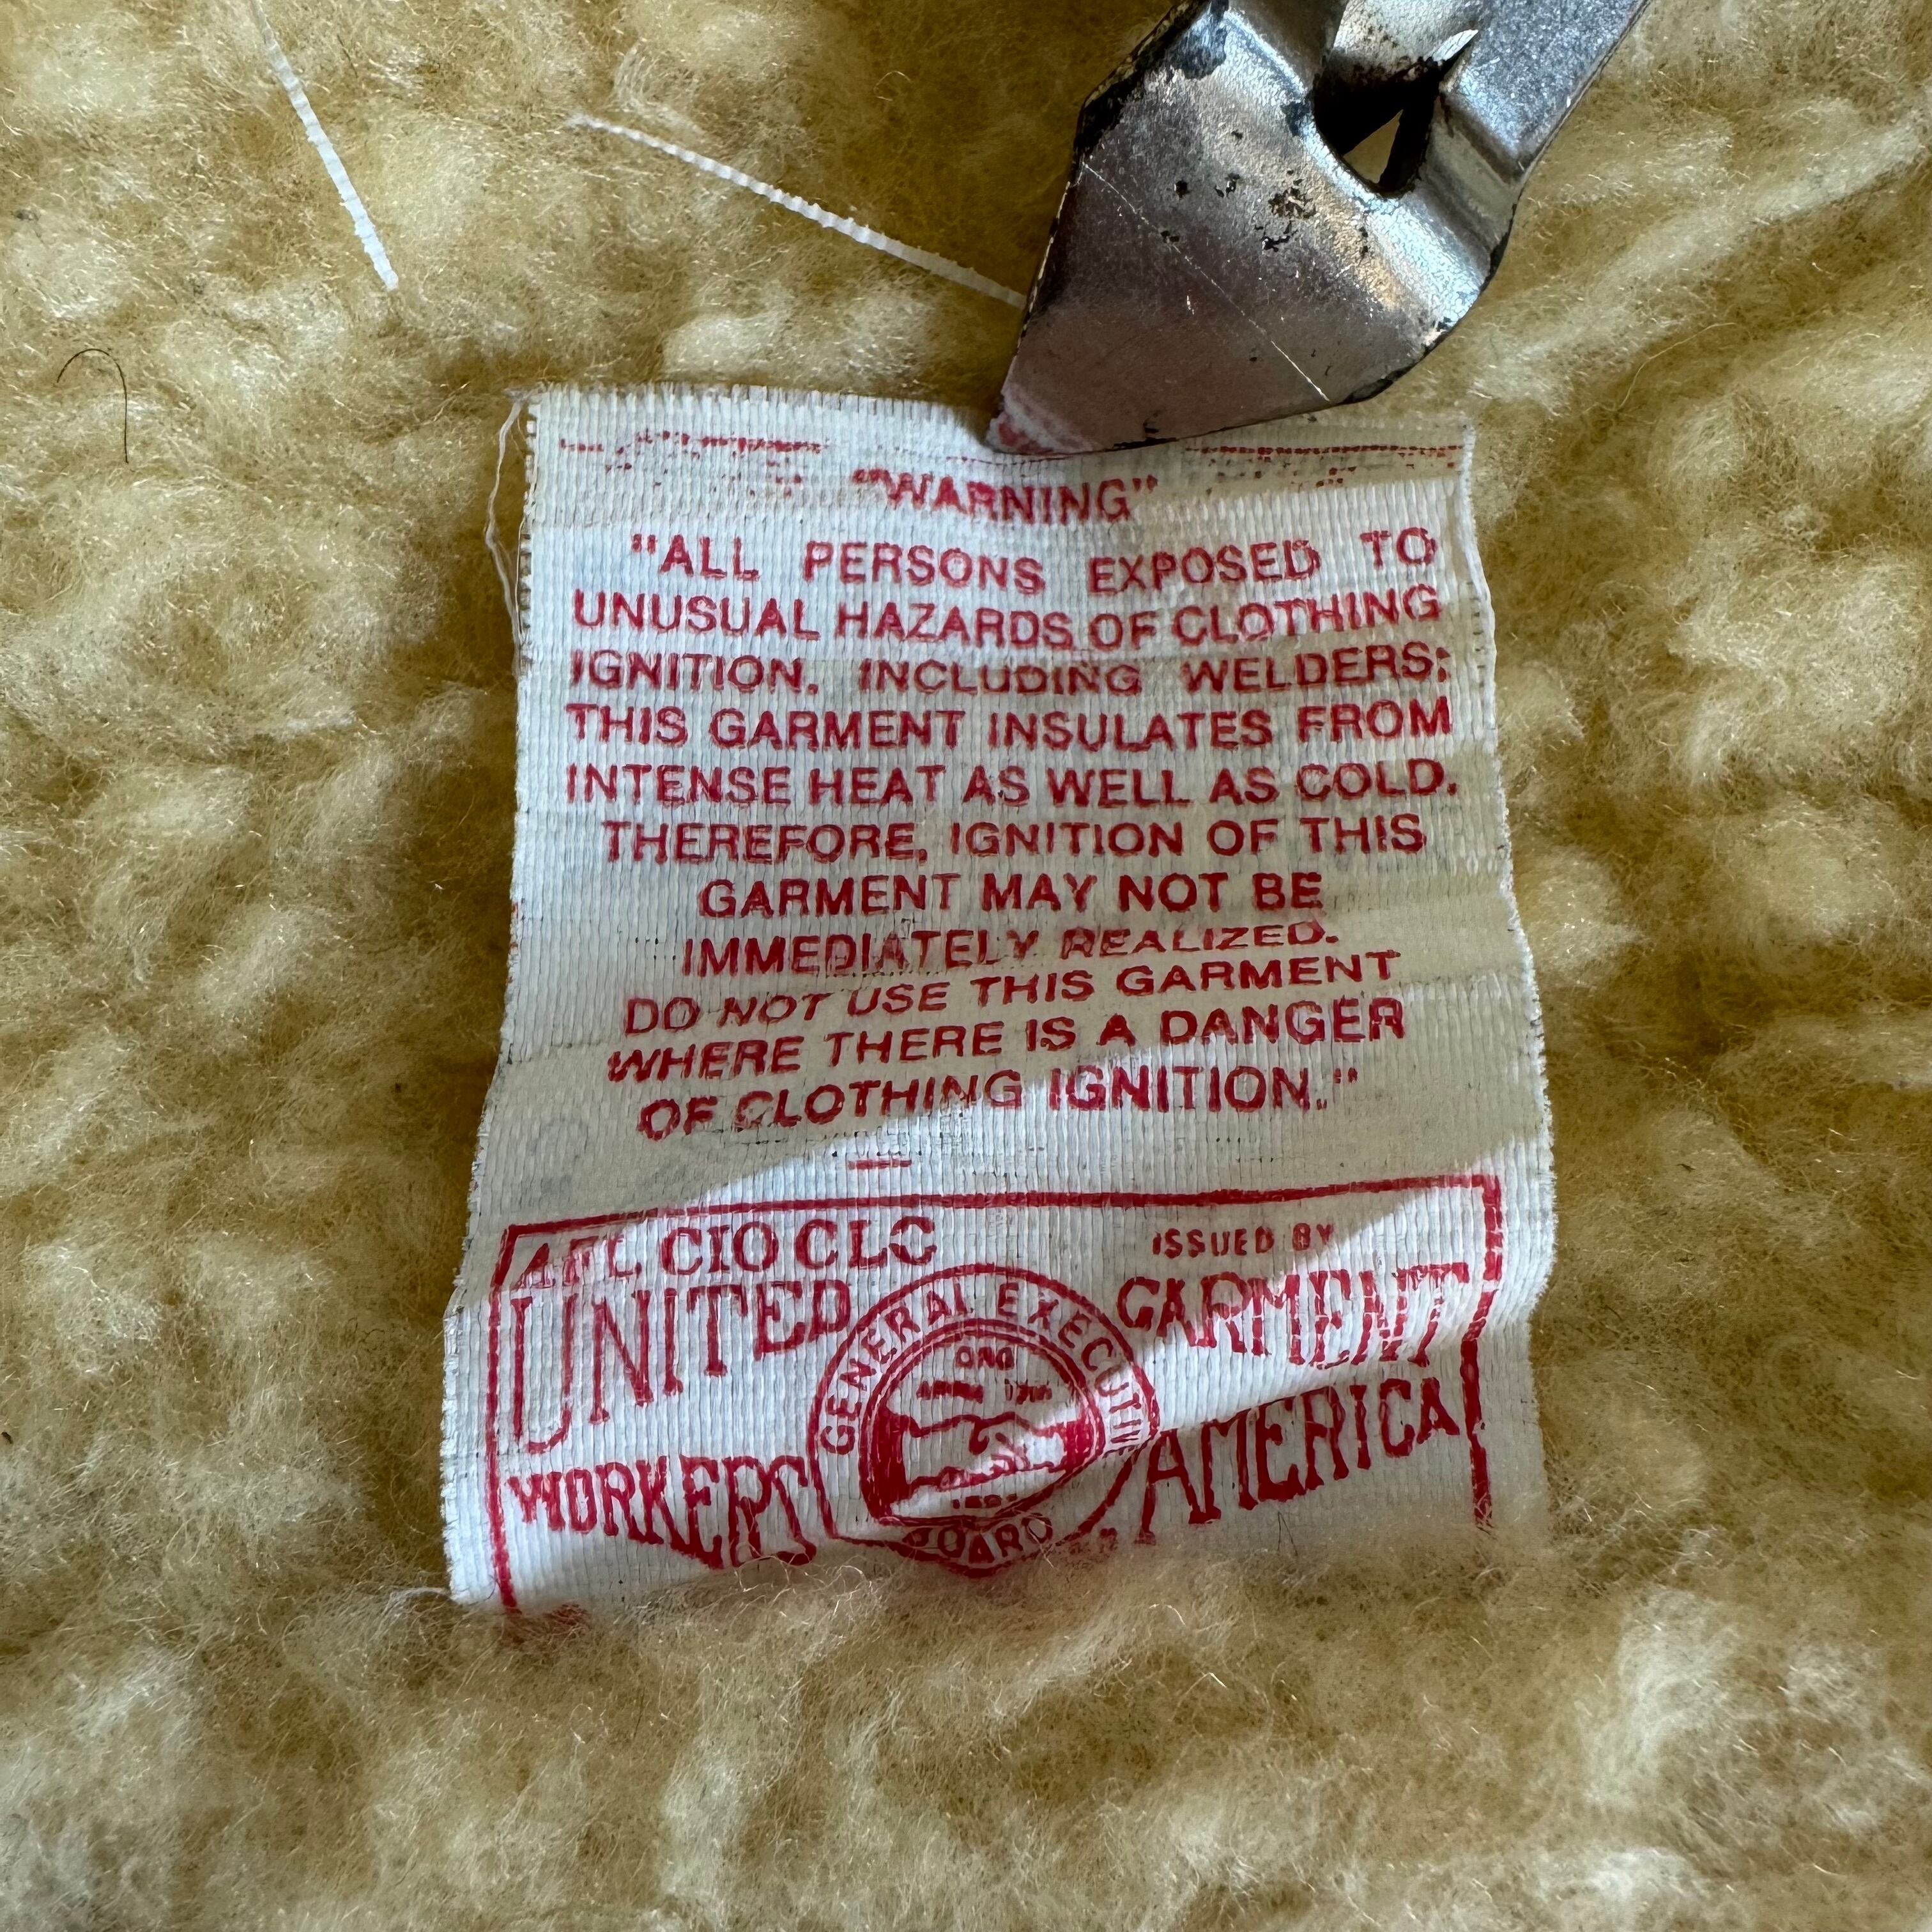 "WARNING"
"ALL PERSONS EXPOSED TO
UNUSUAL HAZARDS OF CLOTHING
IGNITION, INCLUDING WELDERS;
THIS GARMENT INSULATES FROM
INTENSE HEAT AS WELL AS COLD.
THEREFORE, IGNITION OF THIS
GARMENT MAY NOT BE
IMMEDIATELY REALIZED.
DO NOT USE THIS GARMENT
WHERE THERE IS A DANGER
OF CLOTHING IGNITION."
AFL CIO CLC
ISSUED BY
UNITED GARMENT
WORKERS AMERICA
GENERAL EXECUTIVE
BOARD